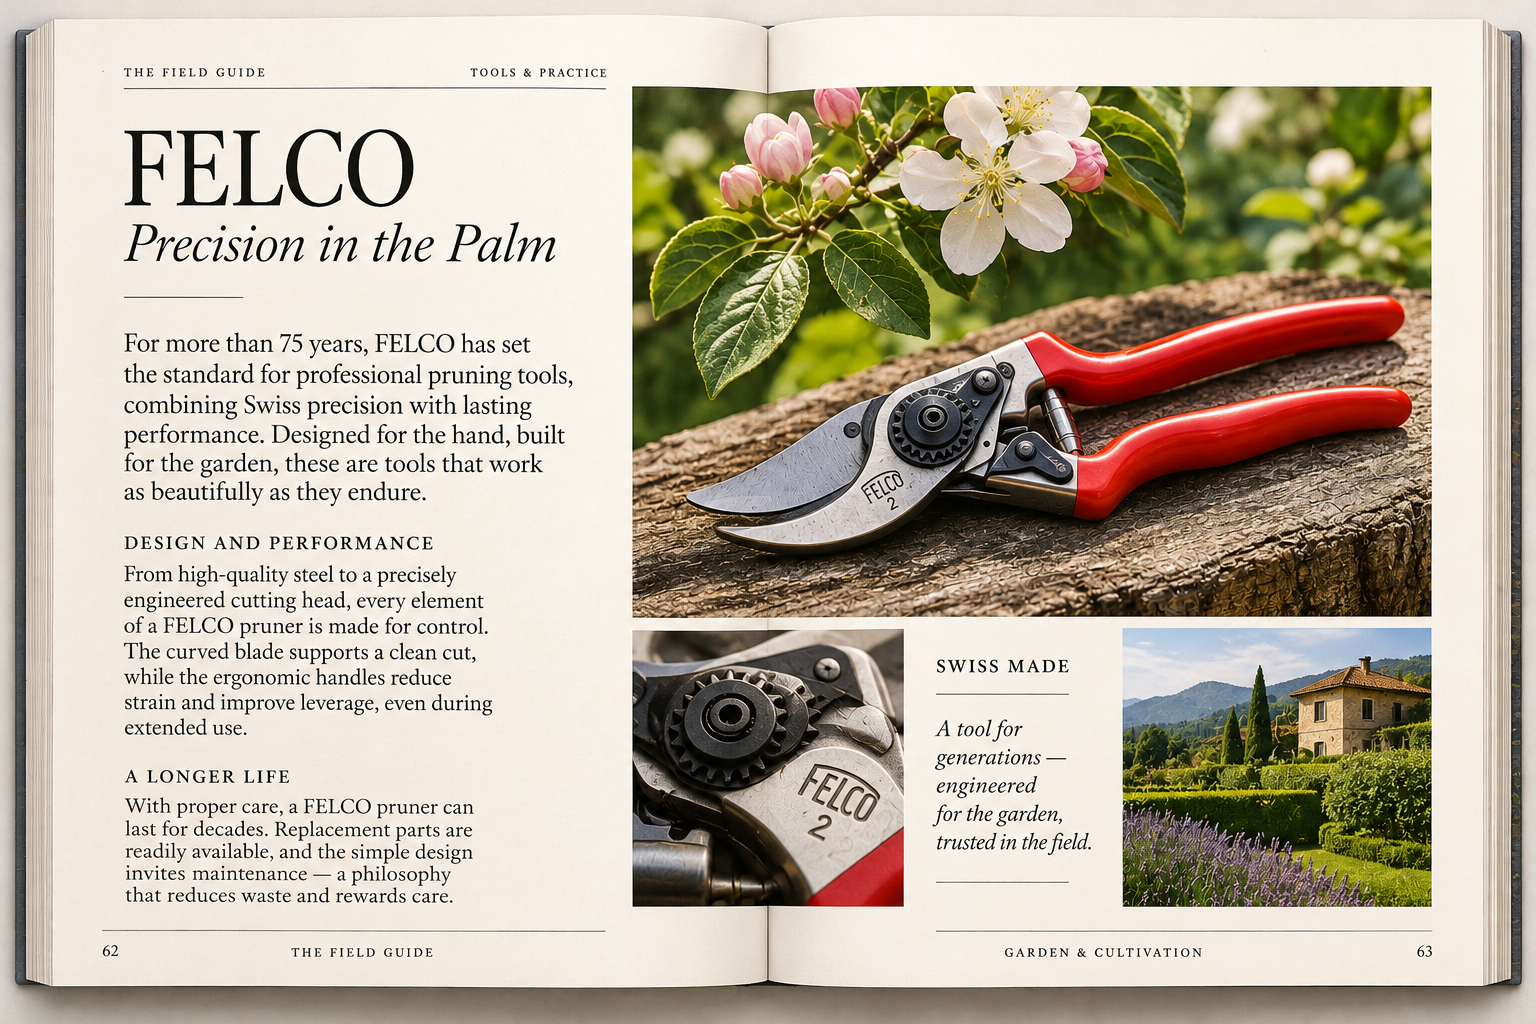 THE FIELD GUIDE
TOOLS & PRACTICE
FELCO
Precision in the Palm
For more than 75 years, FELCO has set
the standard for professional pruning tools,
combining Swiss precision with lasting
performance. Designed for the hand, built
for the garden, these are tools that work
as beautifully as they endure.
DESIGN AND PERFORMANCE
From high-quality steel to a precisely
engineered cutting head, every element
of a FELCO pruner is made for control.
The curved blade supports a clean cut,
while the ergonomic handles reduce
strain and improve leverage, even during
extended use.
A LONGER LIFE
With proper care, a FELCO pruner can
last for decades. Replacement parts are
readily available, and the simple design
invites maintenance — a philosophy
that reduces waste and rewards care.
62
THE FIELD GUIDE
FELCO
2
FELCO
2
SWISS MADE
A tool for
generations —
engineered
for the garden,
trusted in the field.
GARDEN & CULTIVATION
63